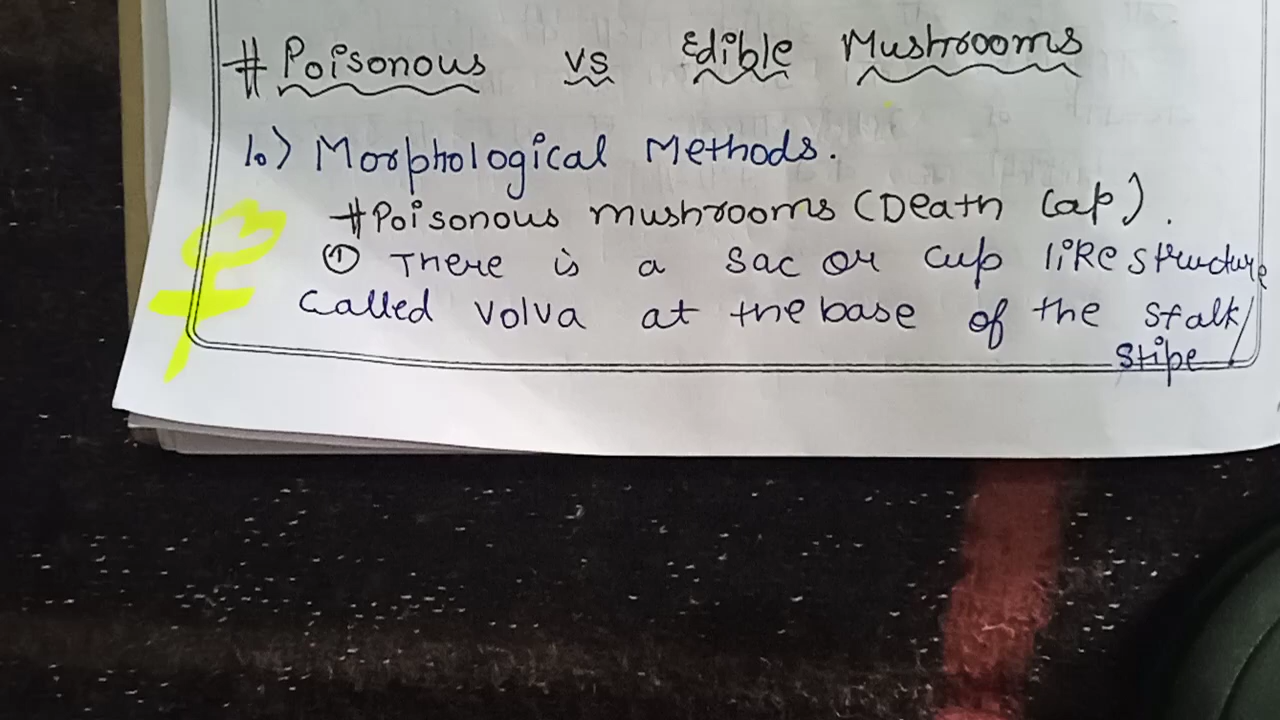 # Poisonous vs Edible Mushrooms
1.) Morphological Methods.
# Poisonous mushrooms (Death Cap).
① There is a sac or cup like structure
called volva at the base of the stalk/
stipe